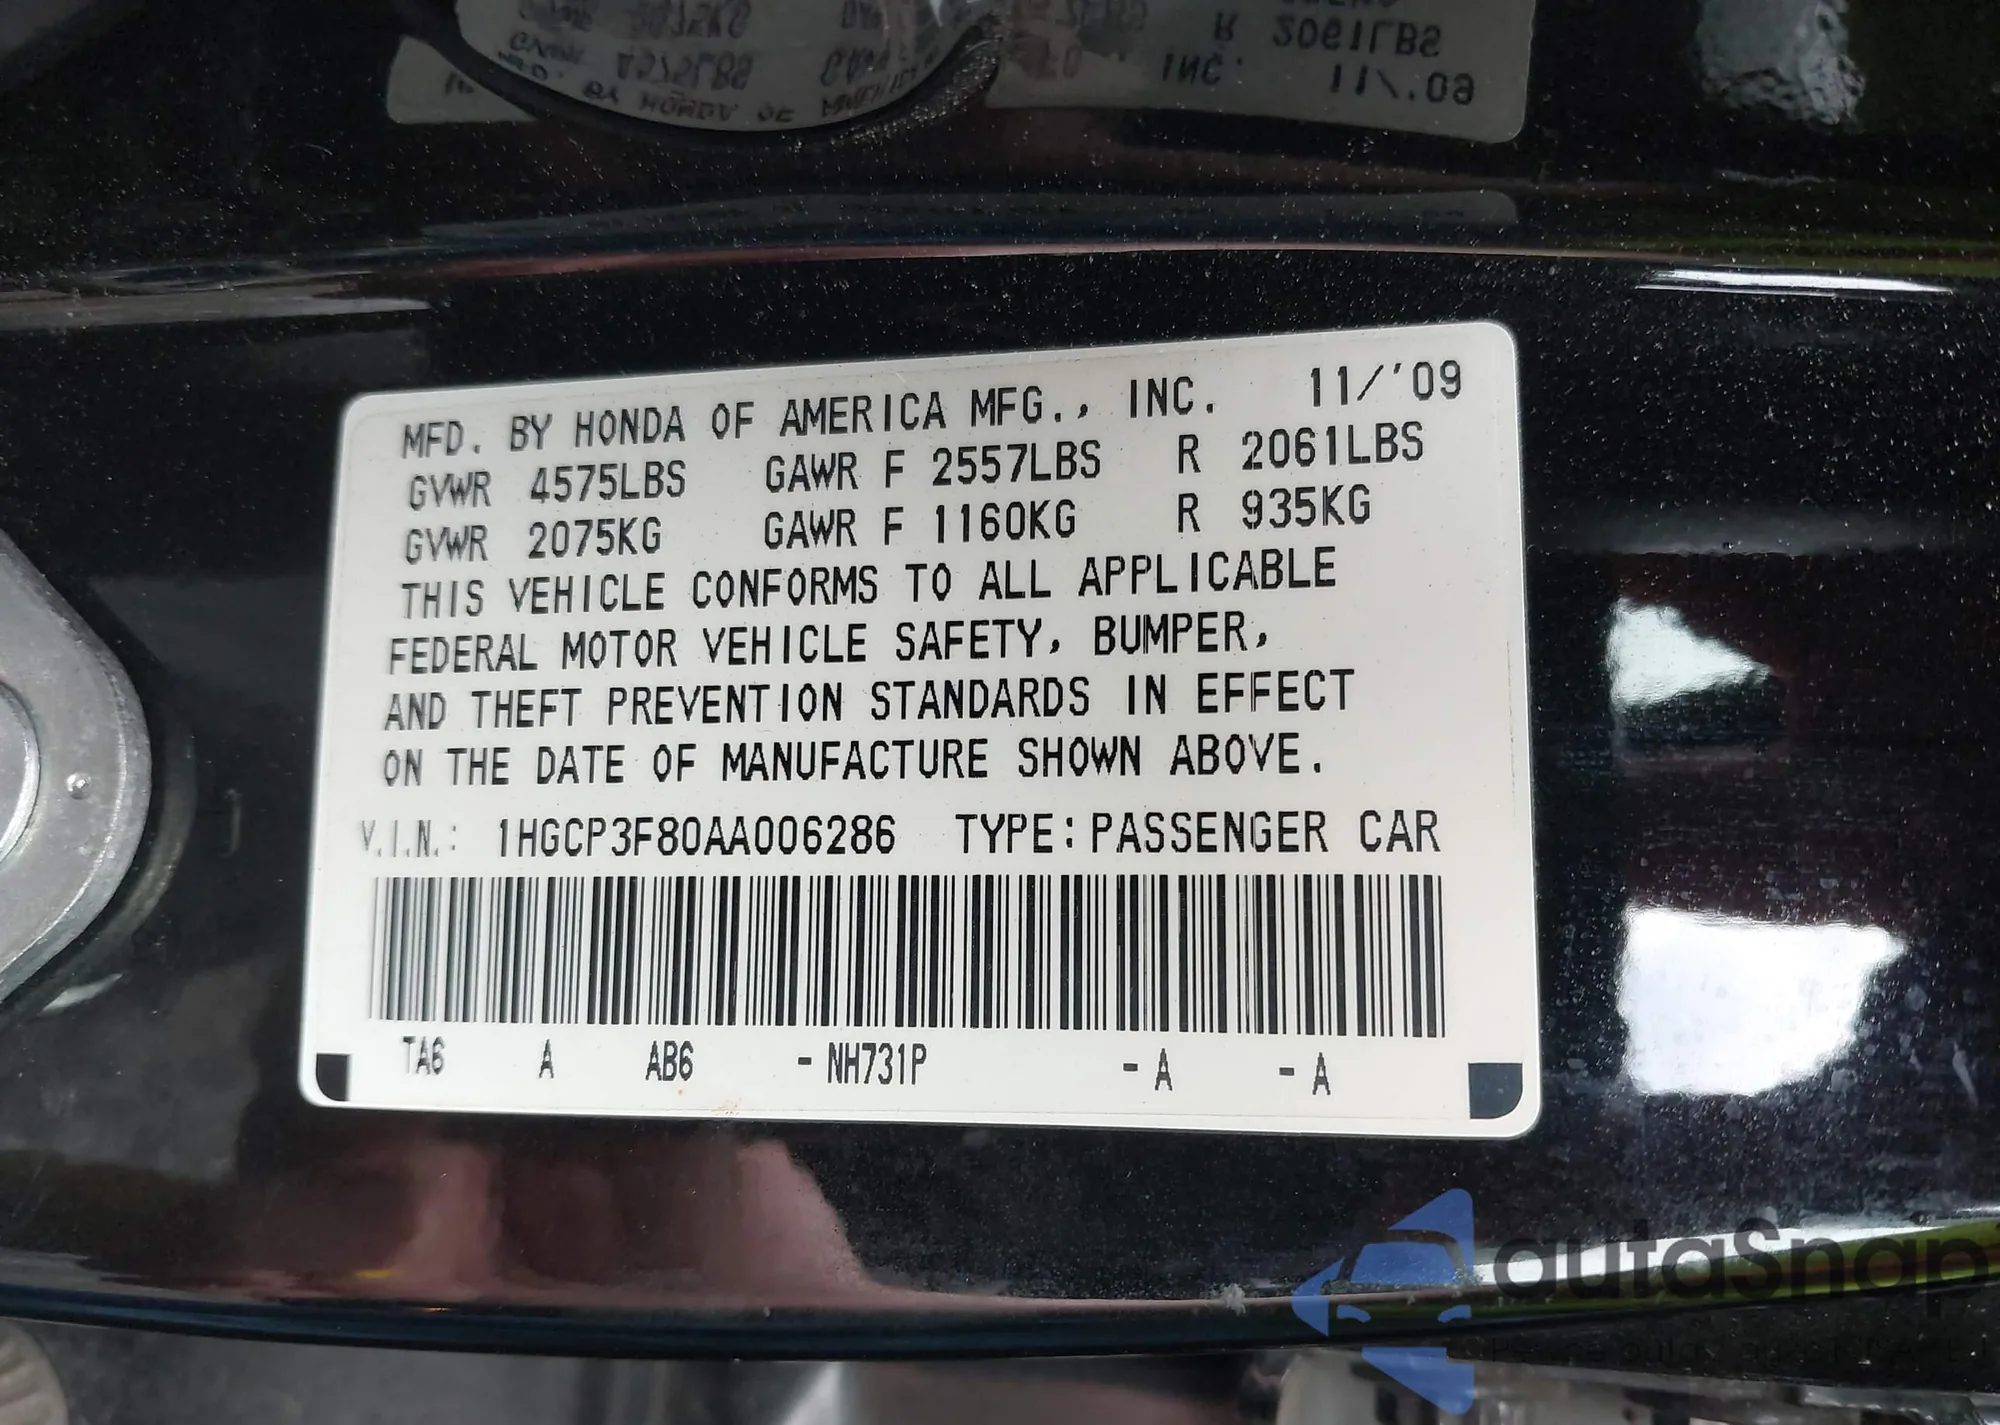 MFD. BY HONDA OF AMERICA MFG., INC. 11/'09
GVWR 4575LBS GAWR F 2557LBS R 2061LBS
GVWR 2075KG GAWR F 1160KG R 935KG
THIS VEHICLE CONFORMS TO ALL APPLICABLE
FEDERAL MOTOR VEHICLE SAFETY, BUMPER,
AND THEFT PREVENTION STANDARDS IN EFFECT
ON THE DATE OF MANUFACTURE SHOWN ABOVE.
V.I.N.: 1HGCP3F80AA006286 TYPE: PASSENGER CAR
TA6 A AB6 - NH731P - A - A
autaSnap